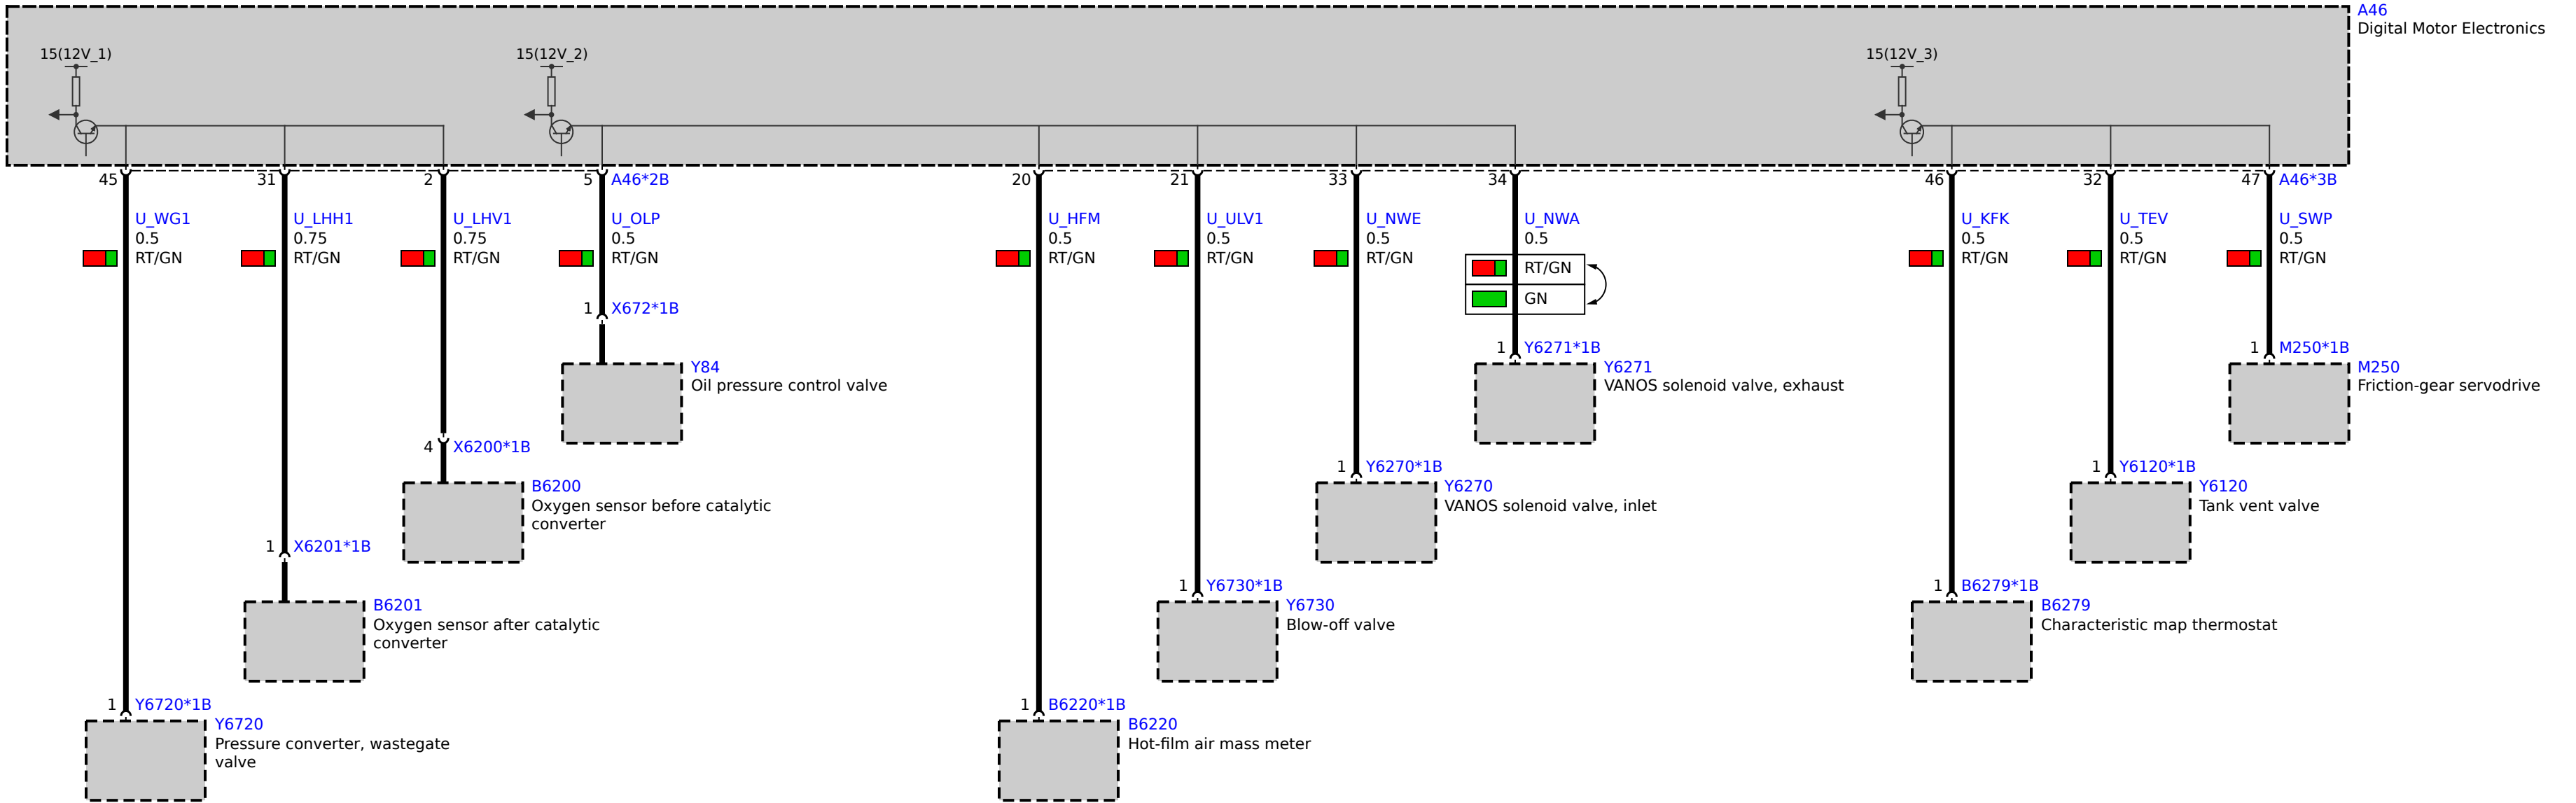 A46
Digital Motor Electronics
15(12V_1)
15(12V_2)
15(12V_3)
45
31
2
5
A46*2B
20
21
33
34
46
32
47
A46*3B
U_WG1
0.5
RT/GN
U_LHH1
0.75
RT/GN
U_LHV1
0.75
RT/GN
U_OLP
0.5
RT/GN
U_HFM
0.5
RT/GN
U_ULV1
0.5
RT/GN
U_NWE
0.5
RT/GN
U_NWA
0.5
RT/GN
GN
U_KFK
0.5
RT/GN
U_TEV
0.5
RT/GN
U_SWP
0.5
RT/GN
1
X672*1B
Y84
Oil pressure control valve
1
Y6271*1B
Y6271
VANOS solenoid valve, exhaust
1
M250*1B
M250
Friction-gear servodrive
4
X6200*1B
B6200
Oxygen sensor before catalytic
converter
1
Y6270*1B
Y6270
VANOS solenoid valve, inlet
1
Y6120*1B
Y6120
Tank vent valve
1
X6201*1B
B6201
Oxygen sensor after catalytic
converter
1
Y6730*1B
Y6730
Blow-off valve
1
B6279*1B
B6279
Characteristic map thermostat
1
Y6720*1B
Y6720
Pressure converter, wastegate
valve
1
B6220*1B
B6220
Hot-film air mass meter